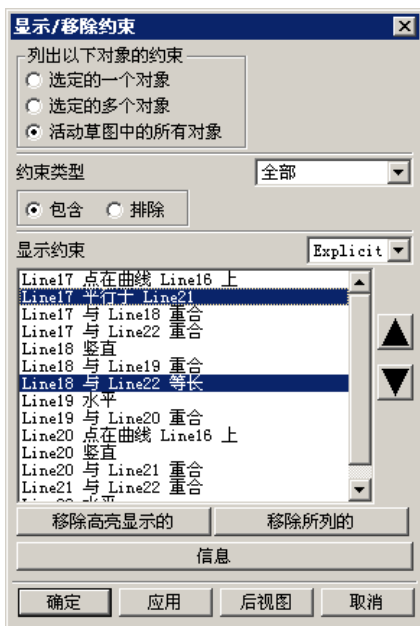 显示/移除约束
列出以下对象的约束
选定的一个对象
选定的多个对象
活动草图中的所有对象
约束类型 全部
包含 排除
显示约束 Explicit
Line17 点在曲线 Line16 上
Line17 平行于 Line21
Line17 与 Line18 重合
Line17 与 Line22 重合
Line18 竖直
Line18 与 Line19 重合
Line18 与 Line22 等长
Line19 水平
Line19 与 Line20 重合
Line20 点在曲线 Line16 上
Line20 竖直
Line20 与 Line21 重合
Line21 与 Line22 重合
移除高亮显示的 移除所列的
信息
确定 应用 后视图 取消